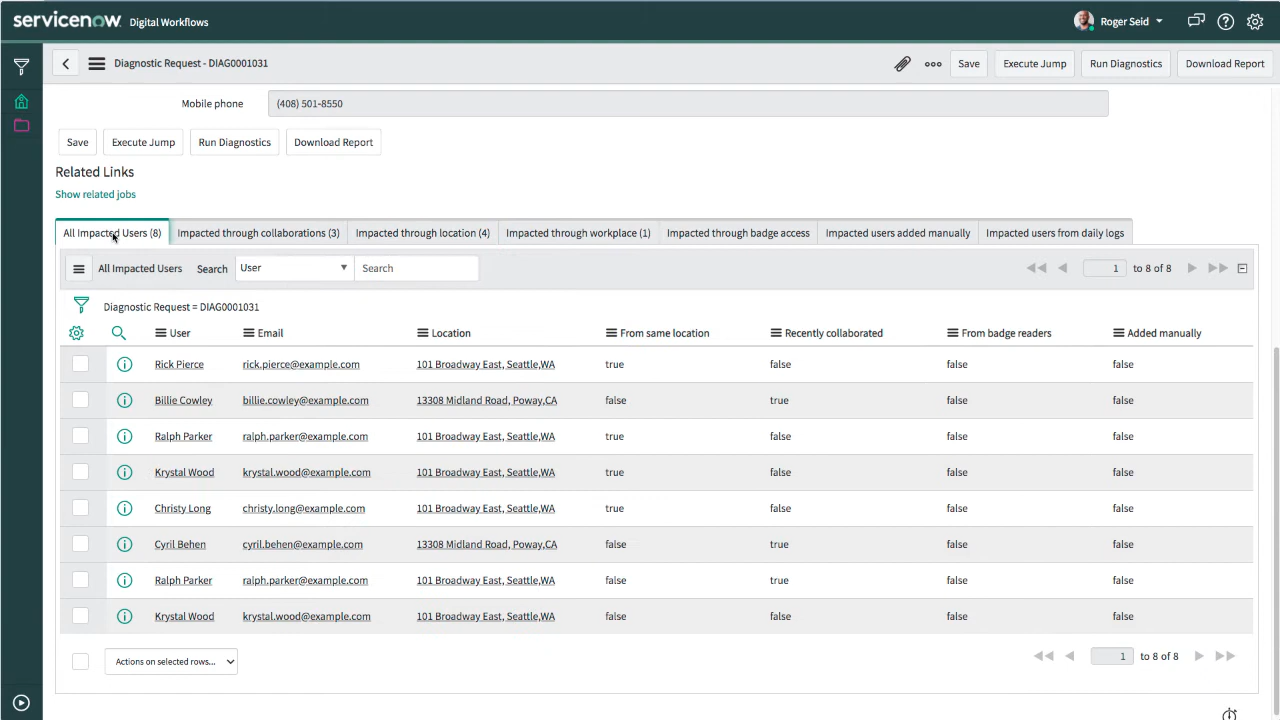 servicenow. Digital Workflows Roger Seid
Diagnostic Request - DIAG0001031 Save Execute Jump Run Diagnostics Download Report
Mobile phone (408) 501-8550
Save Execute Jump Run Diagnostics Download Report
Related Links
Show related jobs
All Impacted Users (8) Impacted through collaborations (3) Impacted through location (4) Impacted through workplace (1) Impacted through badge access Impacted users added manually Impacted users from daily logs
All Impacted Users Search User Search 1 to 8 of 8
Diagnostic Request = DIAG0001031
User Email Location From same location Recently collaborated From badge readers Added manually
Rick Pierce rick.pierce@example.com 101 Broadway East, Seattle,WA true false false false
Billie Cowley billie.cowley@example.com 13308 Midland Road, Poway,CA false true false false
Ralph Parker ralph.parker@example.com 101 Broadway East, Seattle,WA true false false false
Krystal Wood krystal.wood@example.com 101 Broadway East, Seattle,WA true false false false
Christy Long christy.long@example.com 101 Broadway East, Seattle,WA true false false false
Cyril Behen cyril.behen@example.com 13308 Midland Road, Poway,CA false true false false
Ralph Parker ralph.parker@example.com 101 Broadway East, Seattle,WA false true false false
Krystal Wood krystal.wood@example.com 101 Broadway East, Seattle,WA false false false false
Actions on selected rows... 1 to 8 of 8